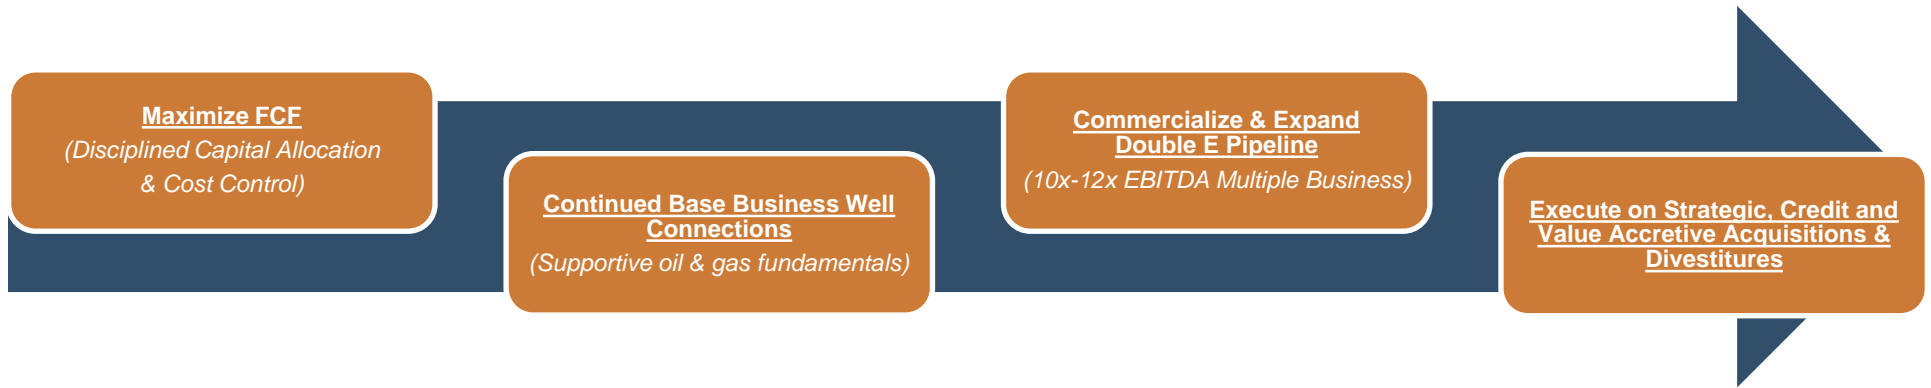 Maximize FCF
(Disciplined Capital Allocation
& Cost Control)
Continued Base Business Well
Connections
(Supportive oil & gas fundamentals)
Commercialize & Expand
Double E Pipeline
(10x-12x EBITDA Multiple Business)
Execute on Strategic, Credit and
Value Accretive Acquisitions &
Divestitures